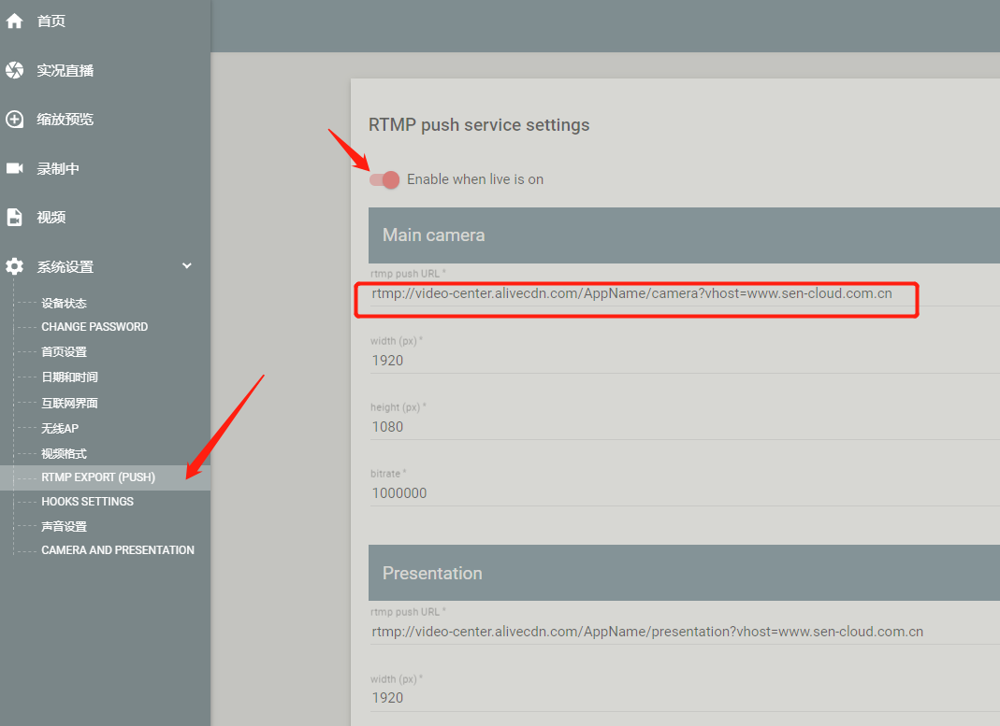 首页
实况直播
缩放预览
录制中
视频
系统设置
设备状态
CHANGE PASSWORD
首页设置
日期和时间
互联网界面
无线AP
视频格式
RTMP EXPORT (PUSH)
HOOKS SETTINGS
声音设置
CAMERA AND PRESENTATION
RTMP push service settings
Enable when live is on
Main camera
rtmp push URL *
rtmp://video-center.alivecdn.com/AppName/camera?vhost=www.sen-cloud.com.cn
width (px) *
1920
height (px) *
1080
bitrate *
1000000
Presentation
rtmp push URL *
rtmp://video-center.alivecdn.com/AppName/presentation?vhost=www.sen-cloud.com.cn
width (px) *
1920